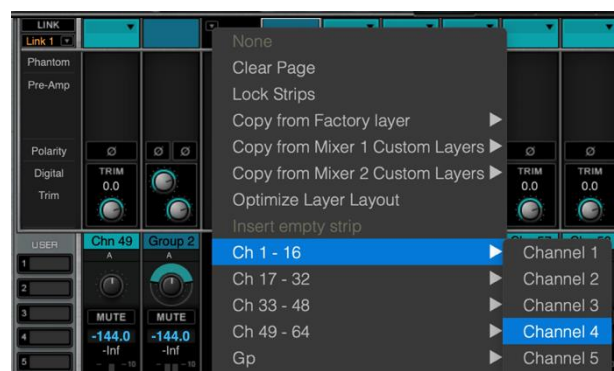 LINK
Link 1
Phantom
Pre-Amp
Polarity
Ø
Ø Ø
Ø
Ø
Digital
Trim
TRIM
0.0
TRIM
0.0
TRIM
0.0
None
Clear Page
Lock Strips
Copy from Factory layer
Copy from Mixer 1 Custom Layers
Copy from Mixer 2 Custom Layers
Optimize Layer Layout
Insert empty strip
Ch 1 - 16
Ch 17 - 32
Ch 33 - 48
Ch 49 - 64
Gp
Channel 1
Channel 2
Channel 3
Channel 4
Channel 5
USER
1
2
3
4
5
Chn 49
Group 2
A
A
MUTE
MUTE
-144.0
-144.0
-Inf
-Inf
-10
-10